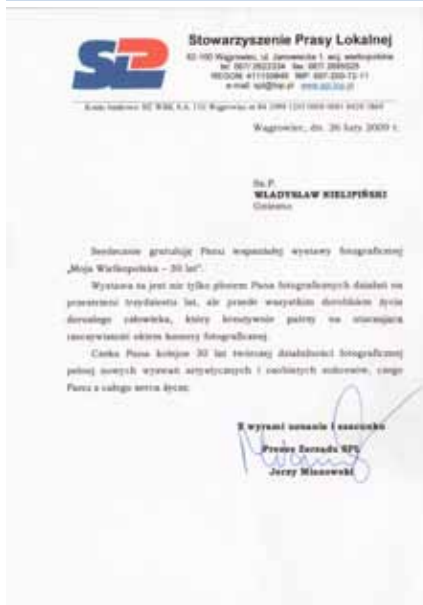 Stowarzyszenie Prasy Lokalnej
62-100 Wągrowiec, ul. Janowiecka 1, woj. wielkopolskie
Wągrowiec, dn. 26 luty 2009 r.
Sz.P.
WŁADYSŁAW NIELIPIŃSKI
Gniezno
Serdecznie gratuluję Panu wspaniałej wystawy fotograficznej
„Moja Wielkopolska – 30 lat”.
Wystawa ta jest nie tylko plonem Pana fotograficznych działań na
przestrzeni trzydziestu lat, ale przede wszystkim dorobkiem życia
dorosłego człowieka, który kreatywnie patrzy na otaczającą
rzeczywistość okiem kamery fotograficznej.
Czeka Pana kolejne 30 lat twórczej działalności fotograficznej
pełnej nowych wyzwań artystycznych i osobistych sukcesów, czego
Panu z całego serca życzę.
Z wyrazami uznania i szacunku
Prezes Zarządu SPL
Jerzy Mianowski